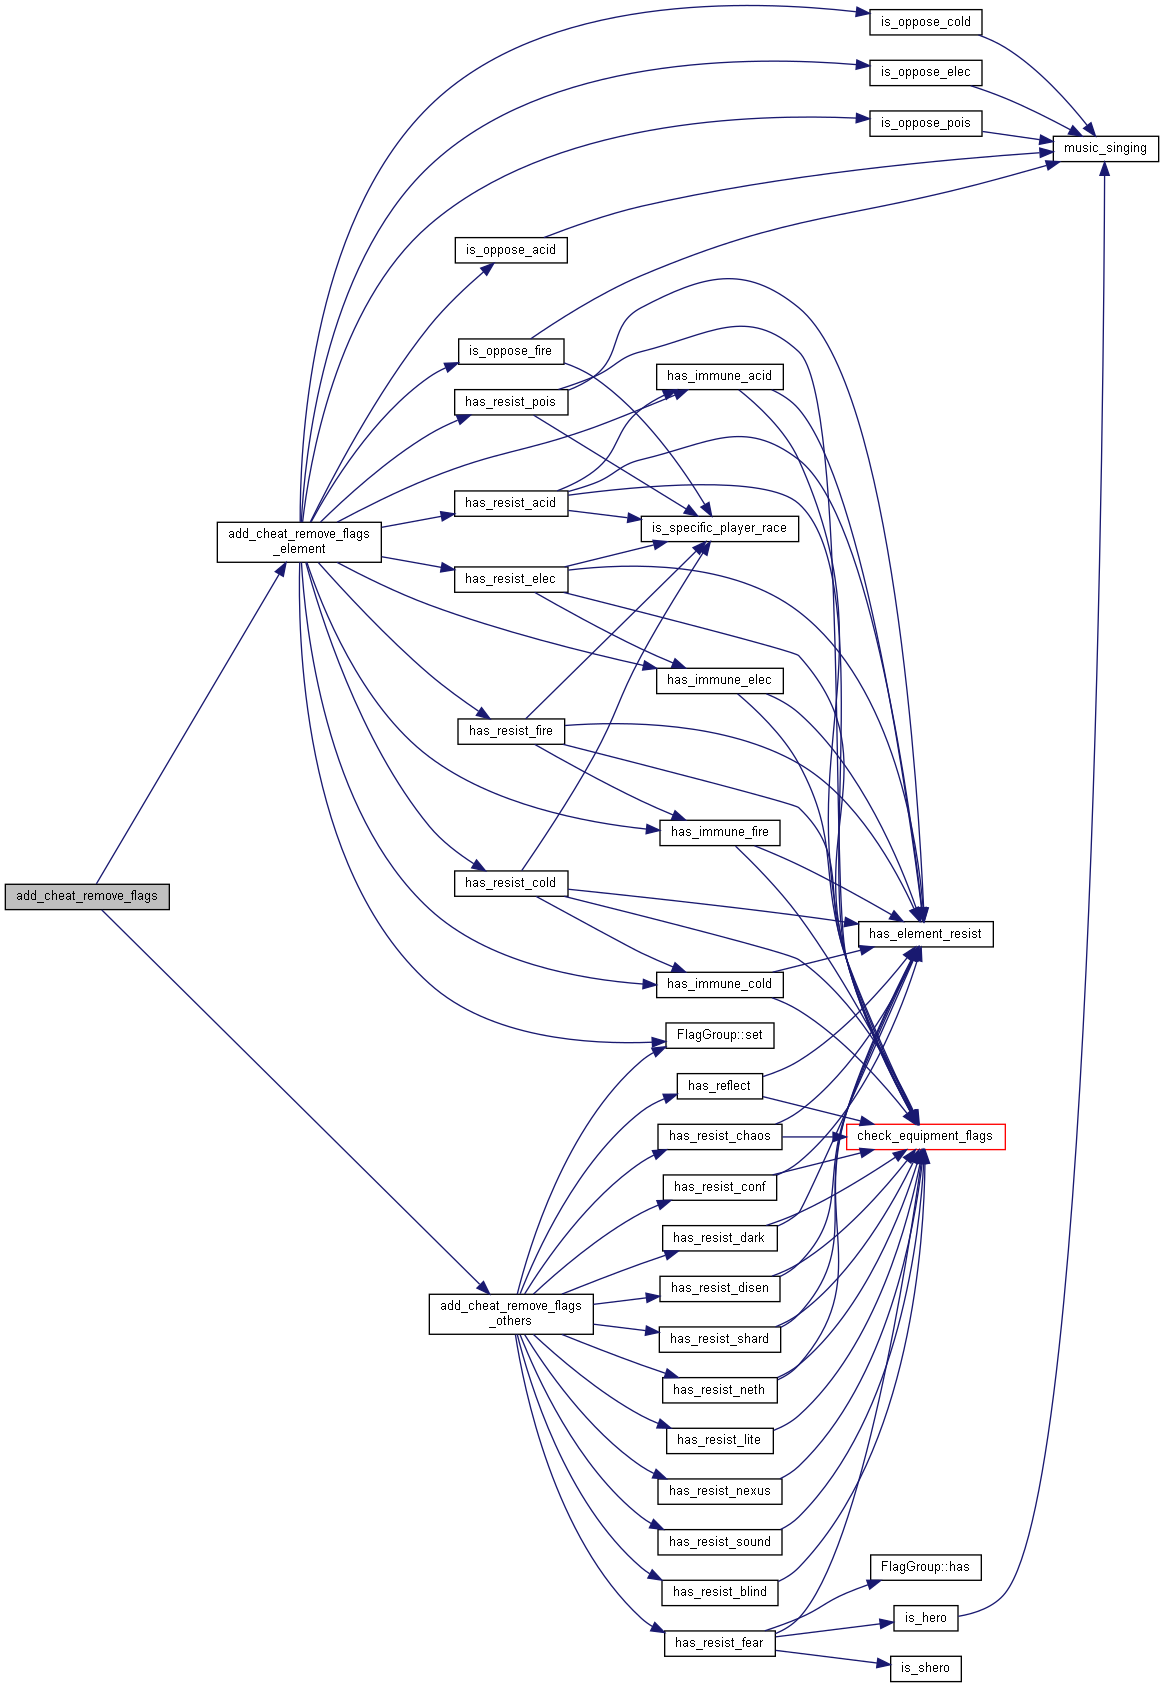 is_oppose_cold
is_oppose_elec
is_oppose_pois
music_singing
is_oppose_acid
is_oppose_fire
has_immune_acid
has_resist_pois
has_resist_acid
is_specific_player_race
add_cheat_remove_flags
_element
has_resist_elec
has_immune_elec
has_resist_fire
has_immune_fire
has_resist_cold
add_cheat_remove_flags
has_element_resist
has_immune_cold
FlagGroup::set
has_reflect
has_resist_chaos
check_equipment_flags
has_resist_conf
has_resist_dark
has_resist_disen
add_cheat_remove_flags
_others
has_resist_shard
has_resist_neth
has_resist_lite
has_resist_nexus
has_resist_sound
FlagGroup::has
has_resist_blind
is_hero
has_resist_fear
is_shero